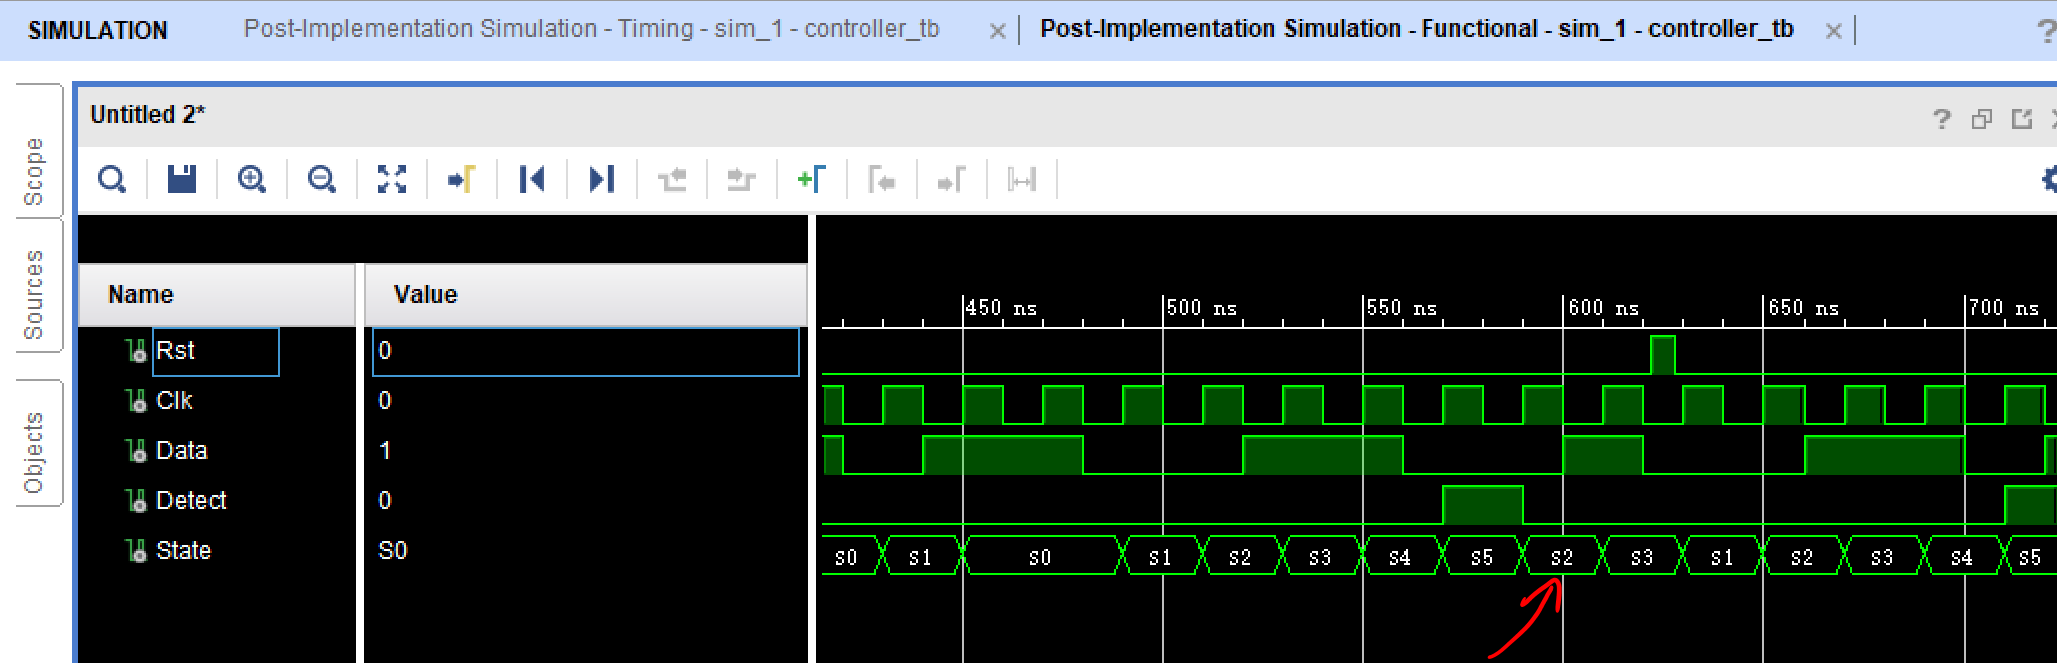 SIMULATION Post-Implementation Simulation - Timing - sim_1 - controller_tb × Post-Implementation Simulation - Functional - sim_1 - controller_tb × ?
Scope
Sources
Objects
Untitled 2* ?
Name Value
450 ns 500 ns 550 ns 600 ns 650 ns 700 ns
Rst 0
Clk 0
Data 1
Detect 0
State S0 S0 S1 S0 S1 S2 S3 S4 S5 S2 S3 S1 S2 S3 S4 S5